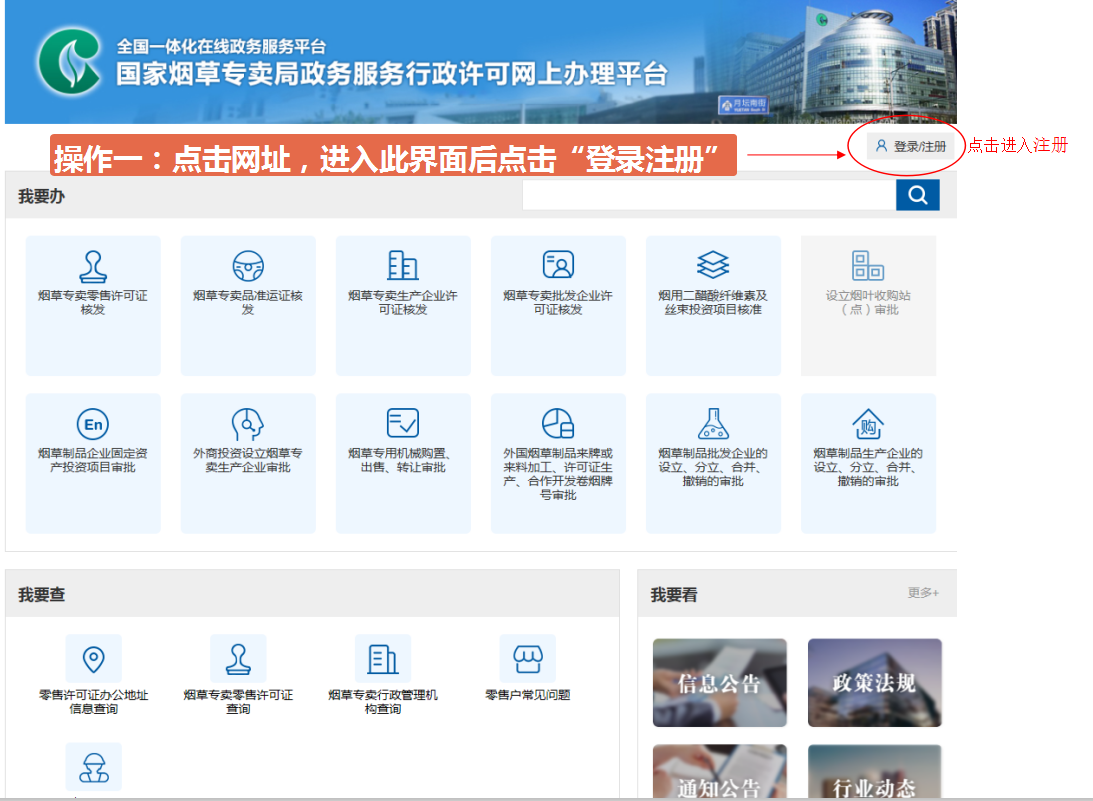 全国一体化在线政务服务平台
国家烟草专卖局政务服务行政许可网上办理平台
月坛南街
操作一：点击网址，进入此界面后点击“登录注册”
登录/注册
点击进入注册
我要办
烟草专卖零售许可证
核发
烟草专卖品准运证核
发
烟草专卖生产企业许
可证核发
烟草专卖批发企业许
可证核发
烟用二醋酸纤维素及
丝束投资项目核准
设立烟叶收购站
（点）审批
En
烟草制品企业固定资
产投资项目审批
外商投资设立烟草专
卖生产企业审批
烟草专用机械购置、
出售、转让审批
外国烟草制品来牌或
来料加工、许可证生
产、合作开发卷烟牌
号审批
烟草制品批发企业的
设立、分立、合并、
撤销的审批
购
烟草制品生产企业的
设立、分立、合并、
撤销的审批
我要查
零售许可证办公地址
信息查询
烟草专卖零售许可证
查询
烟草专卖行政管理机
构查询
零售户常见问题
我要看
更多+
信息公告
政策法规
通知公告
行业动态